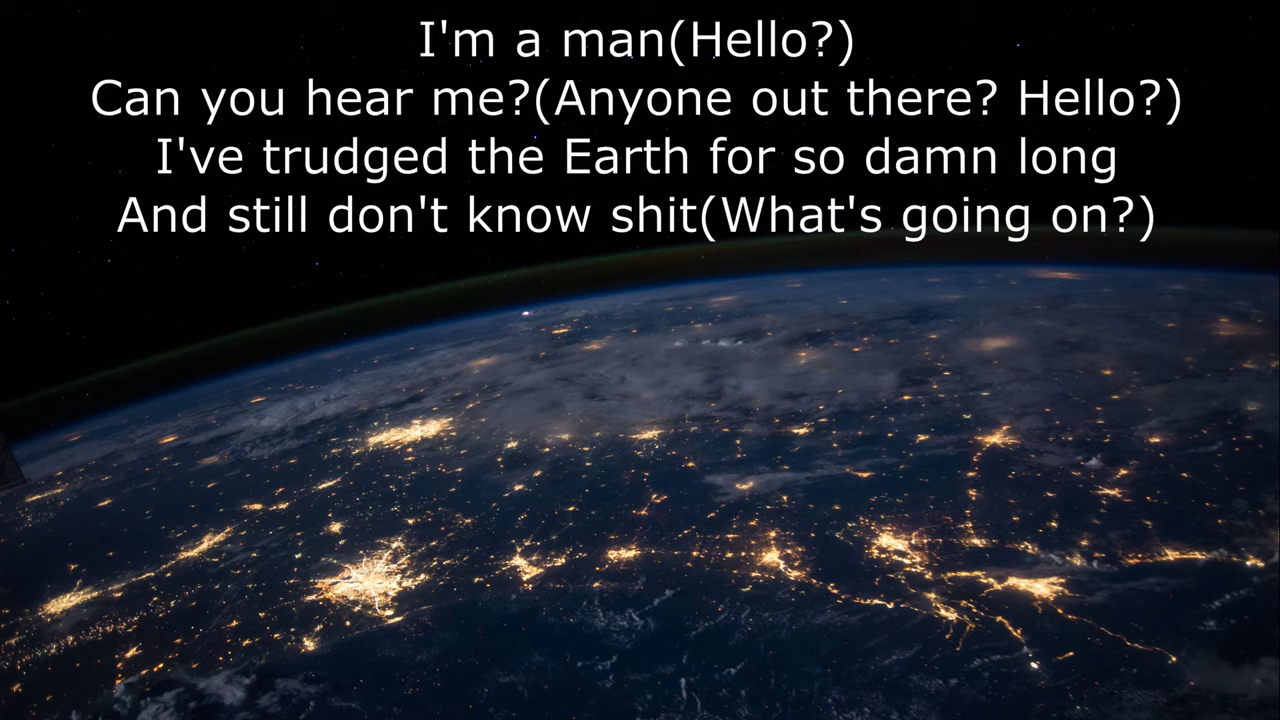 I'm a man(Hello?)
Can you hear me?(Anyone out there? Hello?)
I've trudged the Earth for so damn long
And still don't know shit(What's going on?)